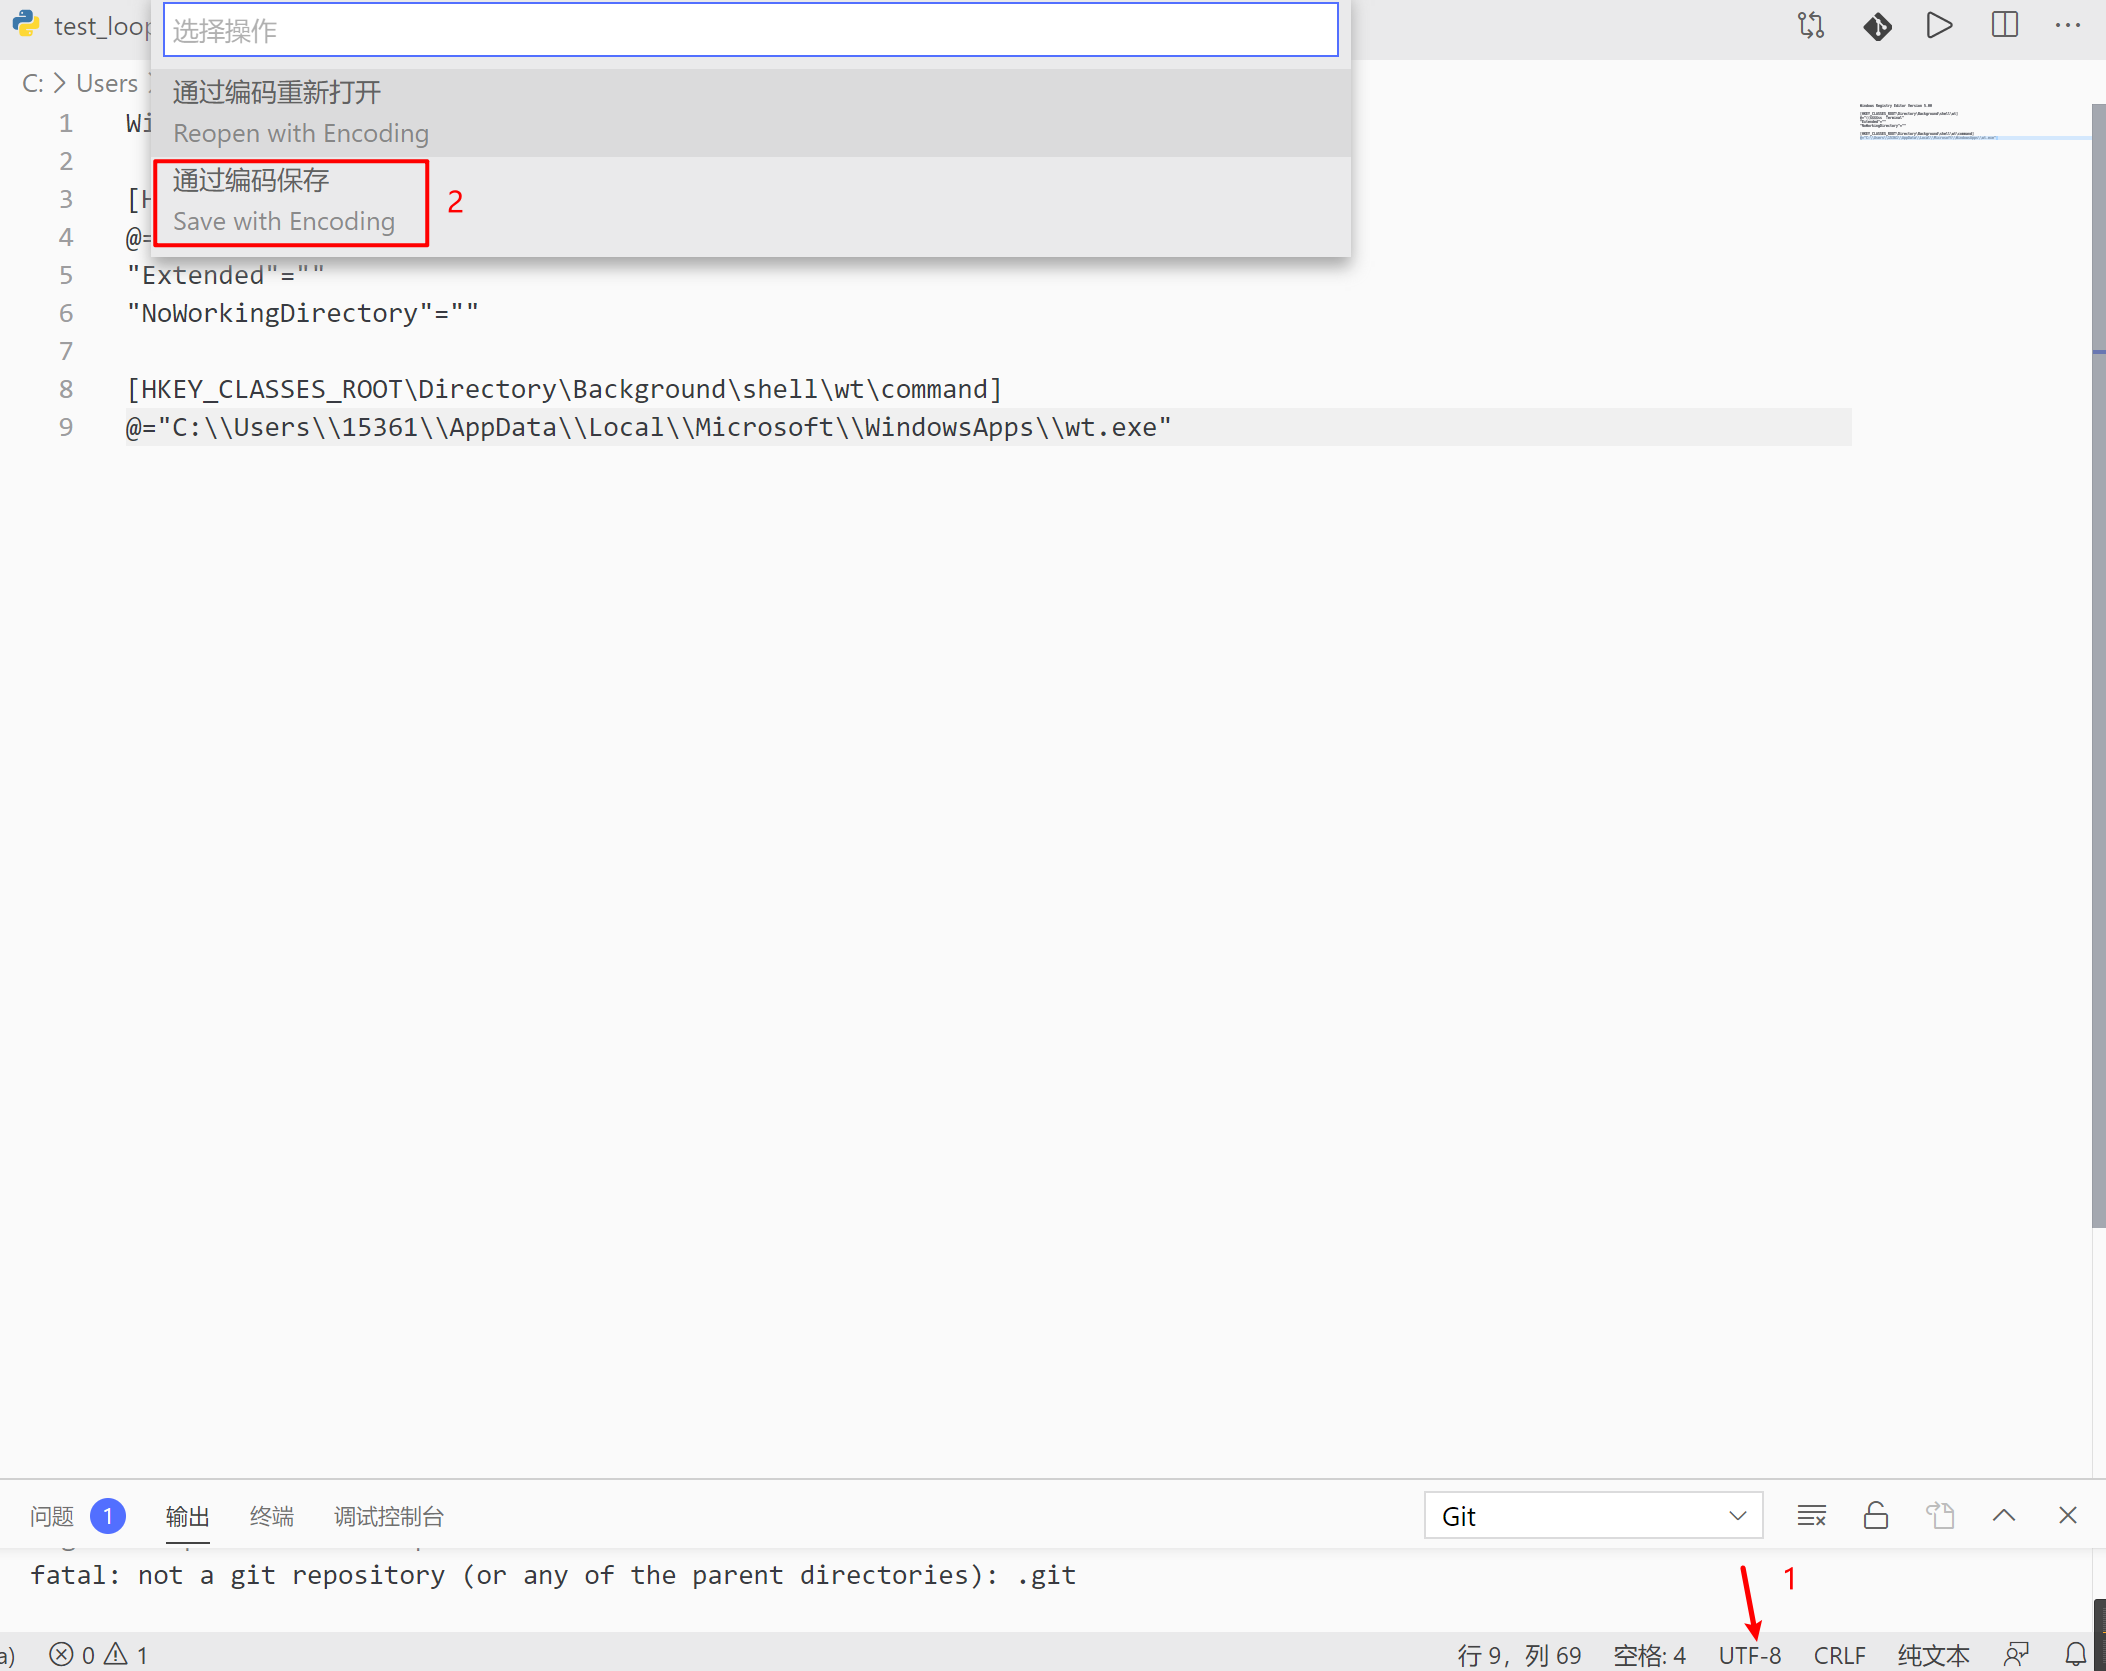 test_loop
选择操作
C: > Users
通过编码重新打开
Reopen with Encoding
通过编码保存
Save with Encoding
2
1 Wi
2
3 [H
4 @=
5 "Extended"=""
6 "NoWorkingDirectory"=""
7
8 [HKEY_CLASSES_ROOT\Directory\Background\shell\wt\command]
9 @="C:\\Users\\15361\\AppData\\Local\\Microsoft\\WindowsApps\\wt.exe"
问题 1 输出 终端 调试控制台 Git
fatal: not a git repository (or any of the parent directories): .git
1
a) 0 1 行 9，列 69 空格: 4 UTF-8 CRLF 纯文本